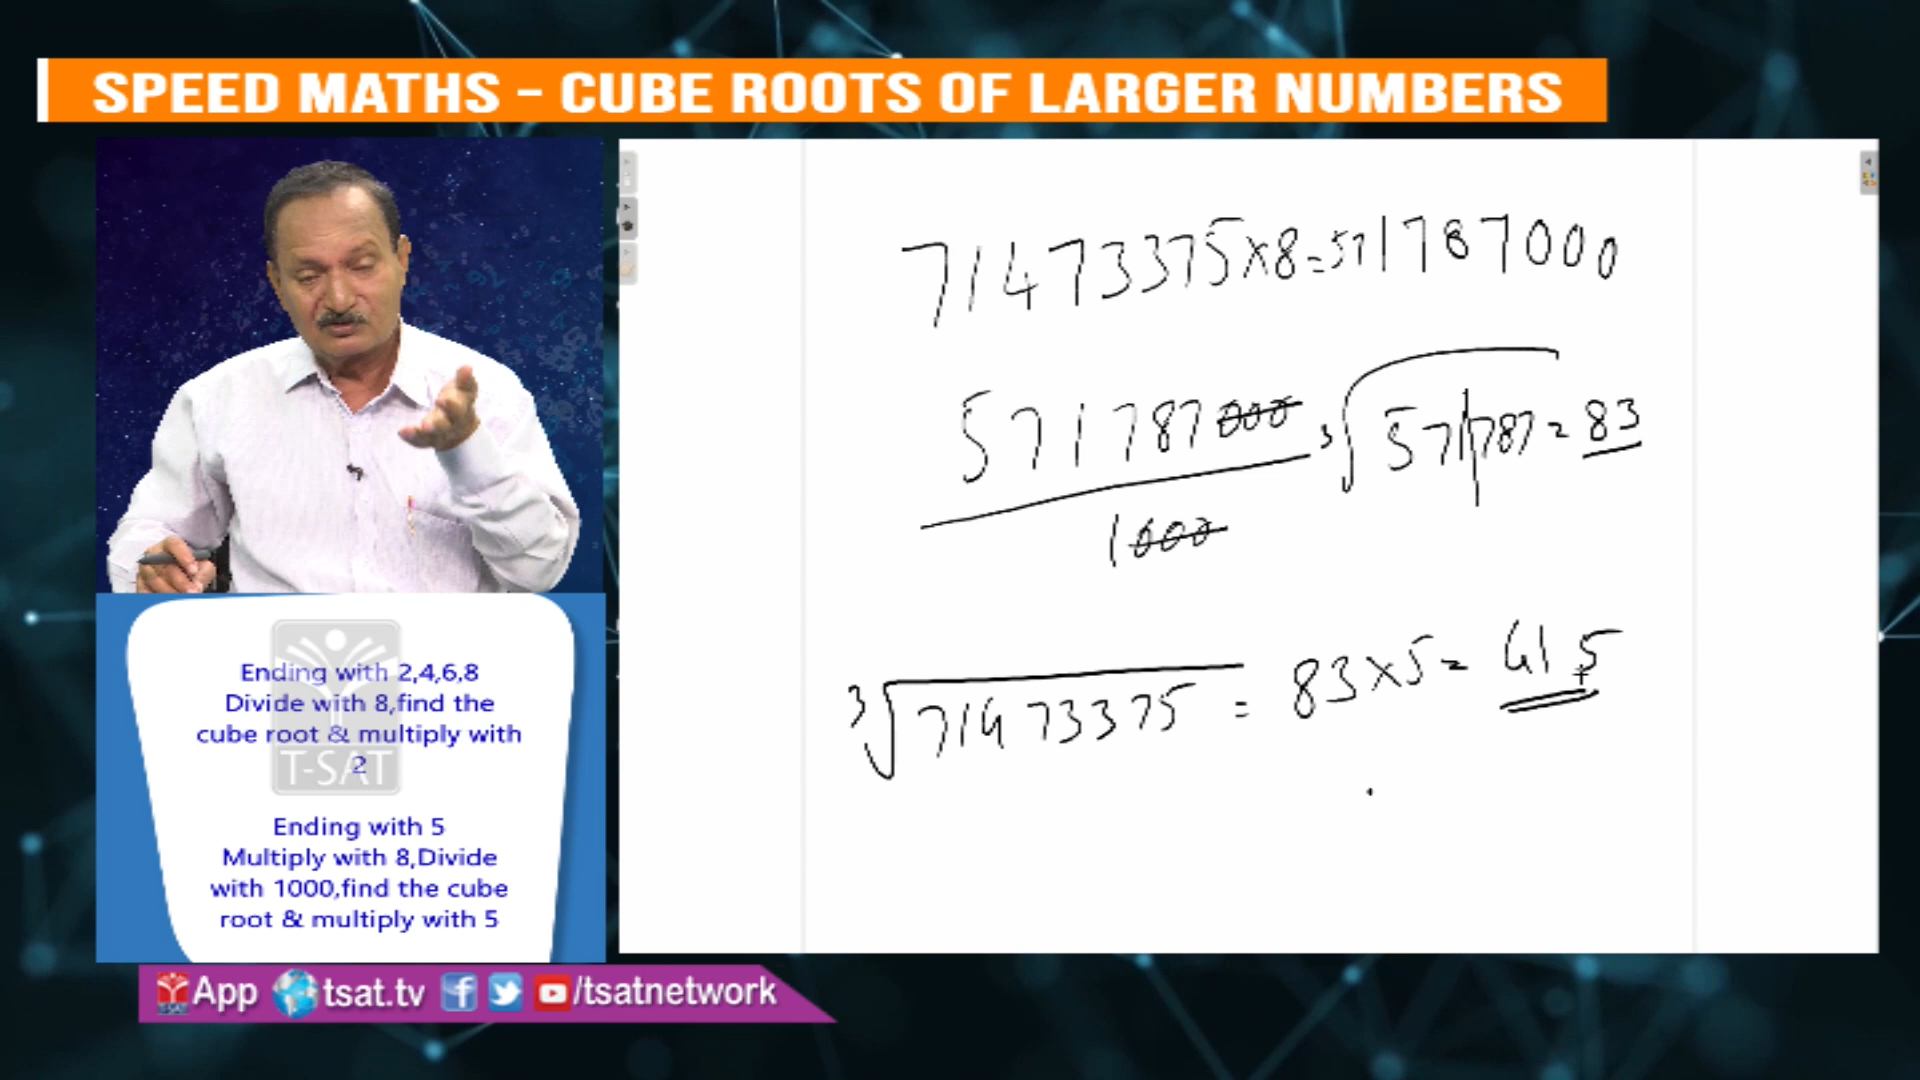 SPEED MATHS - CUBE ROOTS OF LARGER NUMBERS
71473375×8=571787000
571787000
1000
3√571787=83
3√71473375 = 83×5= 415
T-SAT
Ending with 2,4,6,8
Divide with 8,find the
cube root & multiply with
2
Ending with 5
Multiply with 8,Divide
with 1000,find the cube
root & multiply with 5
App tsat.tv /tsatnetwork